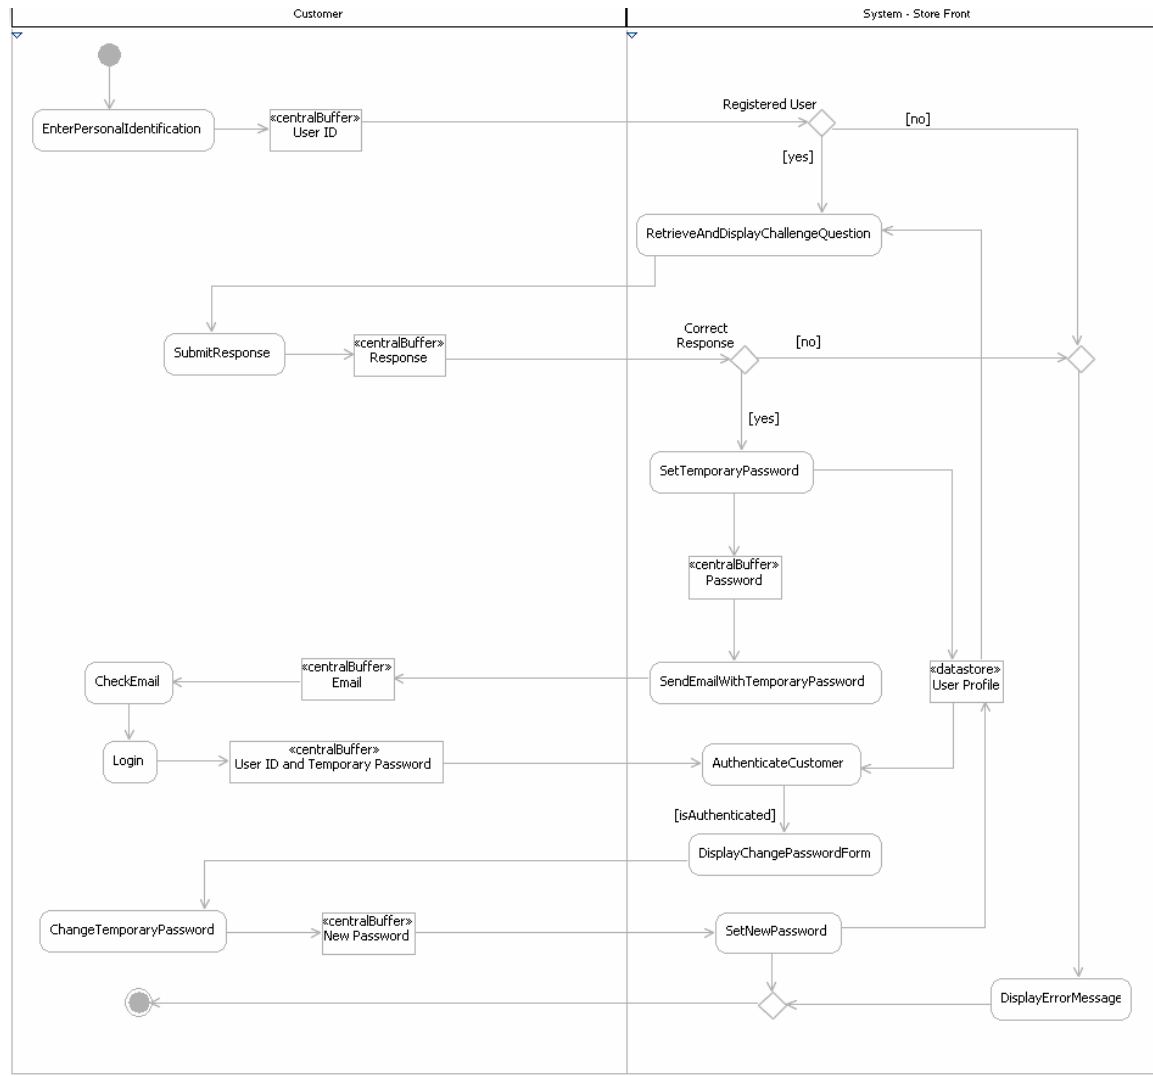 Customer
System - Store Front
EnterPersonalIdentification
«centralBuffer»
User ID
Registered User
[no]
[yes]
RetrieveAndDisplayChallengeQuestion
SubmitResponse
«centralBuffer»
Response
Correct
Response
[no]
[yes]
SetTemporaryPassword
«centralBuffer»
Password
CheckEmail
«centralBuffer»
Email
SendEmailWithTemporaryPassword
«datastore»
User Profile
Login
«centralBuffer»
User ID and Temporary Password
AuthenticateCustomer
[isAuthenticated]
DisplayChangePasswordForm
ChangeTemporaryPassword
«centralBuffer»
New Password
SetNewPassword
DisplayErrorMessage